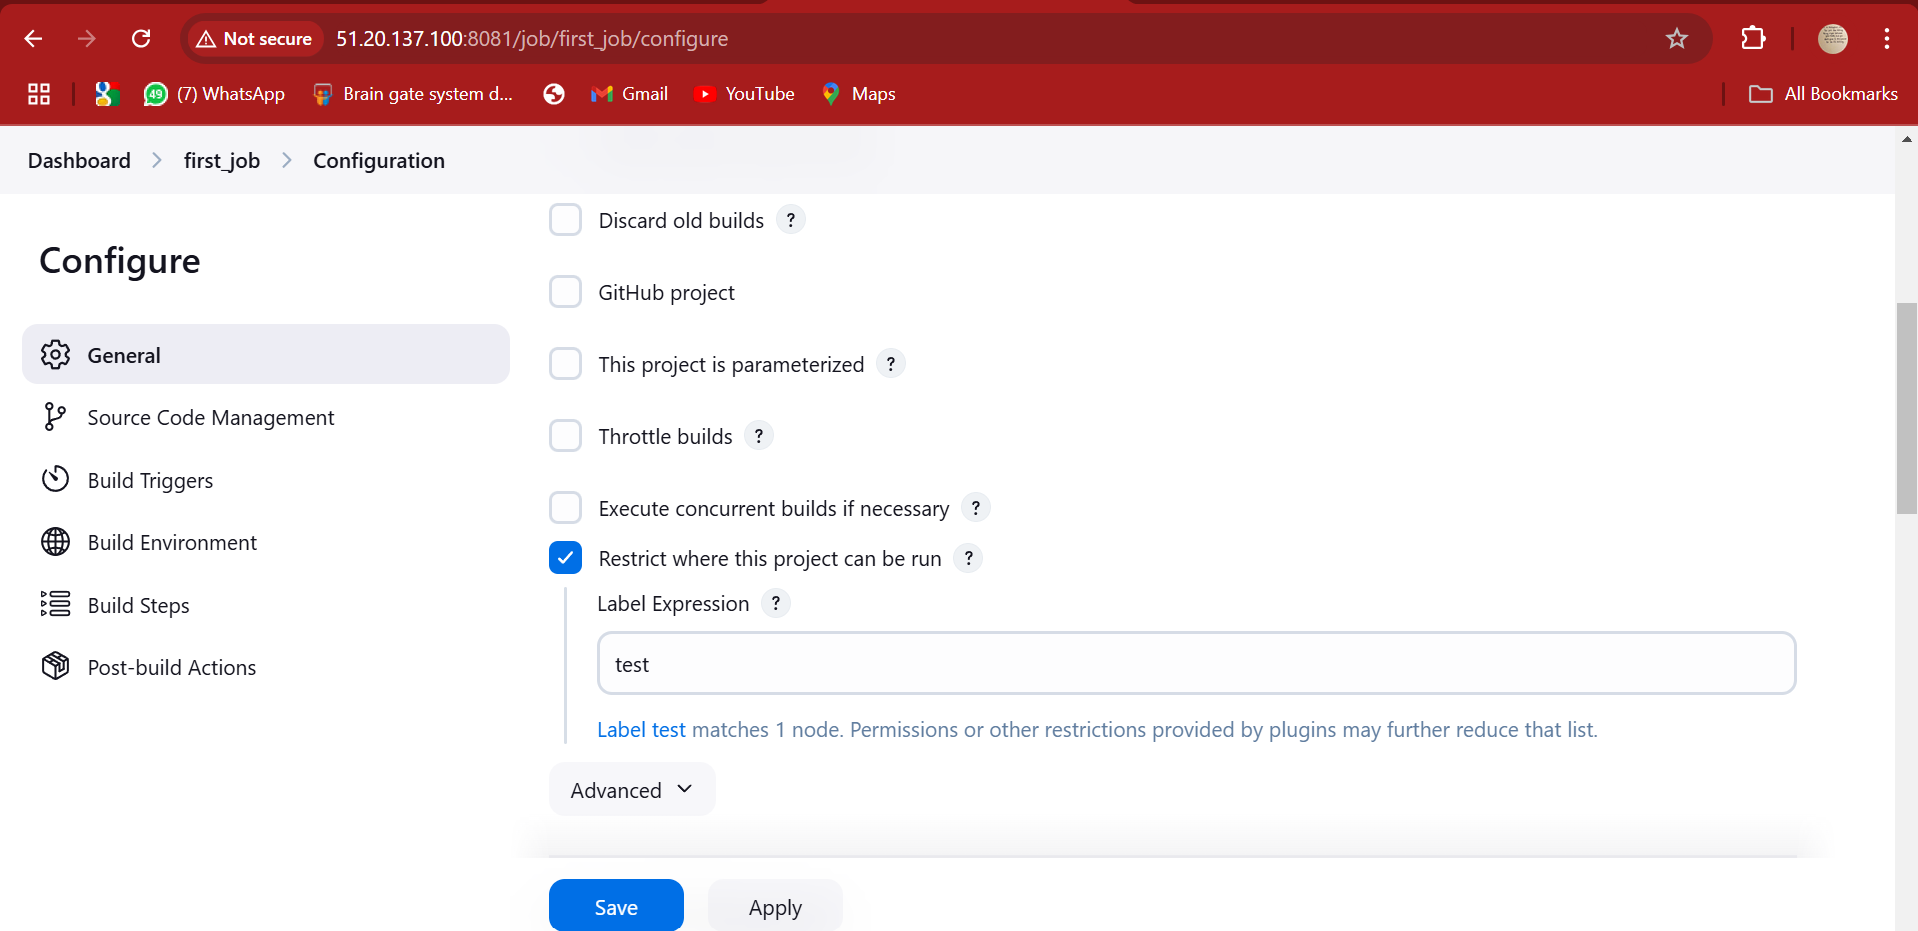 Not secure 51.20.137.100:8081/job/first_job/configure
49 (7) WhatsApp Brain gate system d... Gmail YouTube Maps All Bookmarks
Dashboard first_job Configuration
Configure
General
Source Code Management
Build Triggers
Build Environment
Build Steps
Post-build Actions
Discard old builds ?
GitHub project
This project is parameterized ?
Throttle builds ?
Execute concurrent builds if necessary ?
Restrict where this project can be run ?
Label Expression ?
test
Label test matches 1 node. Permissions or other restrictions provided by plugins may further reduce that list.
Advanced
Save Apply